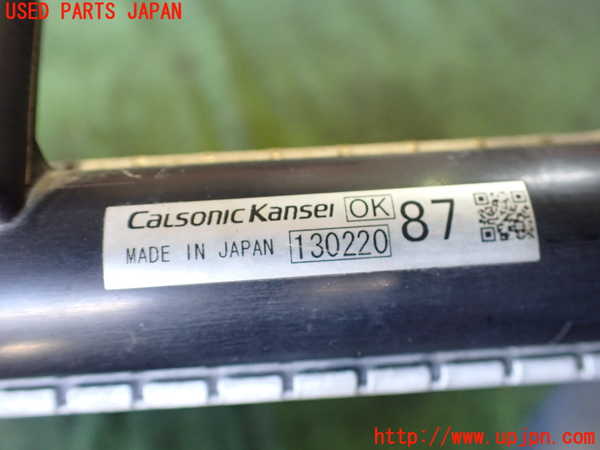 USED PARTS JAPAN
CALSONIC KANSEI OK 87
MADE IN JAPAN 130220
http://www.upjpn.com/